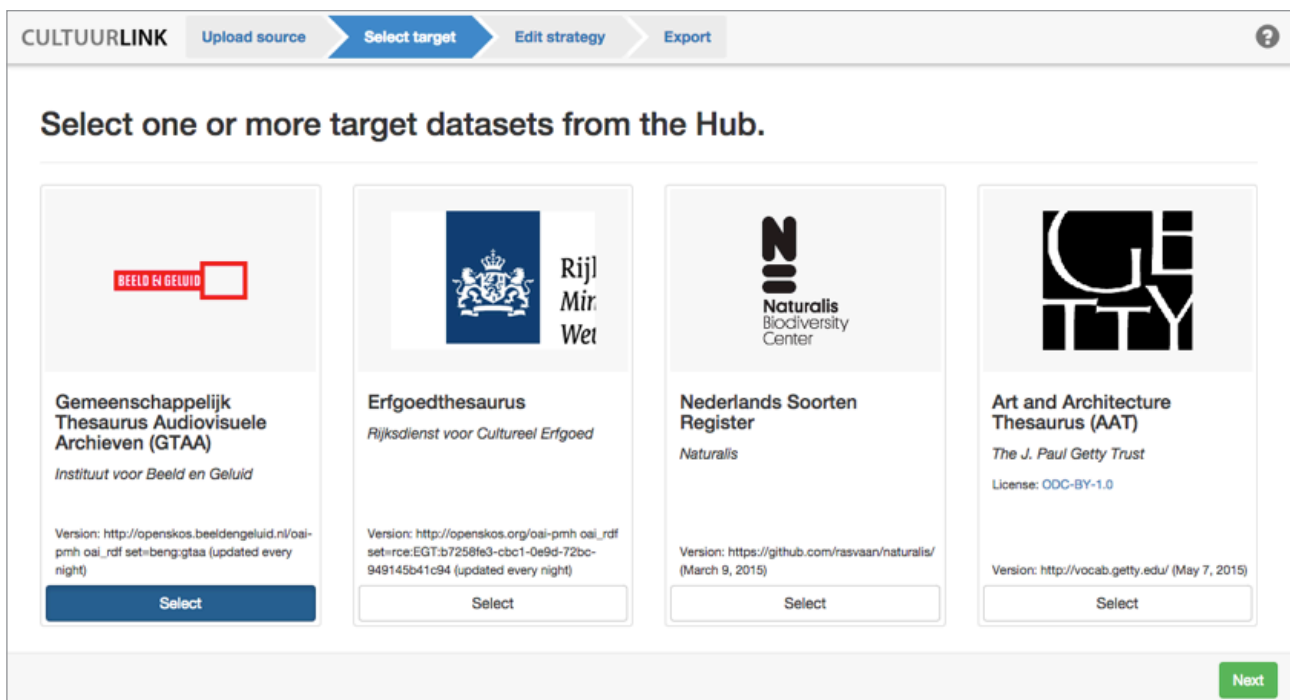 CULTUURLINK Upload source Select target Edit strategy Export ?
Select one or more target datasets from the Hub.
BEELD EN GELUID
Gemeenschappelijk
Thesaurus Audiovisuele
Archieven (GTAA)
Instituut voor Beeld en Geluid
Version: http://openskos.beeldengeluid.nl/oai-
pmh oai_rdf set=beng:gtaa (updated every
night)
Select
Rijl
Min
Wet
Erfgoedthesaurus
Rijksdienst voor Cultureel Erfgoed
Version: http://openskos.org/oai-pmh oai_rdf
set=rce:EGT:b7258fe3-cbc1-0e9d-72bc-
949145b41c94 (updated every night)
Select
N
Naturalis
Biodiversity
Center
Nederlands Soorten
Register
Naturalis
Version: https://github.com/rasvaan/naturalis/
(March 9, 2015)
Select
GE
TTY
Art and Architecture
Thesaurus (AAT)
The J. Paul Getty Trust
License: ODC-BY-1.0
Version: http://vocab.getty.edu/ (May 7, 2015)
Select
Next